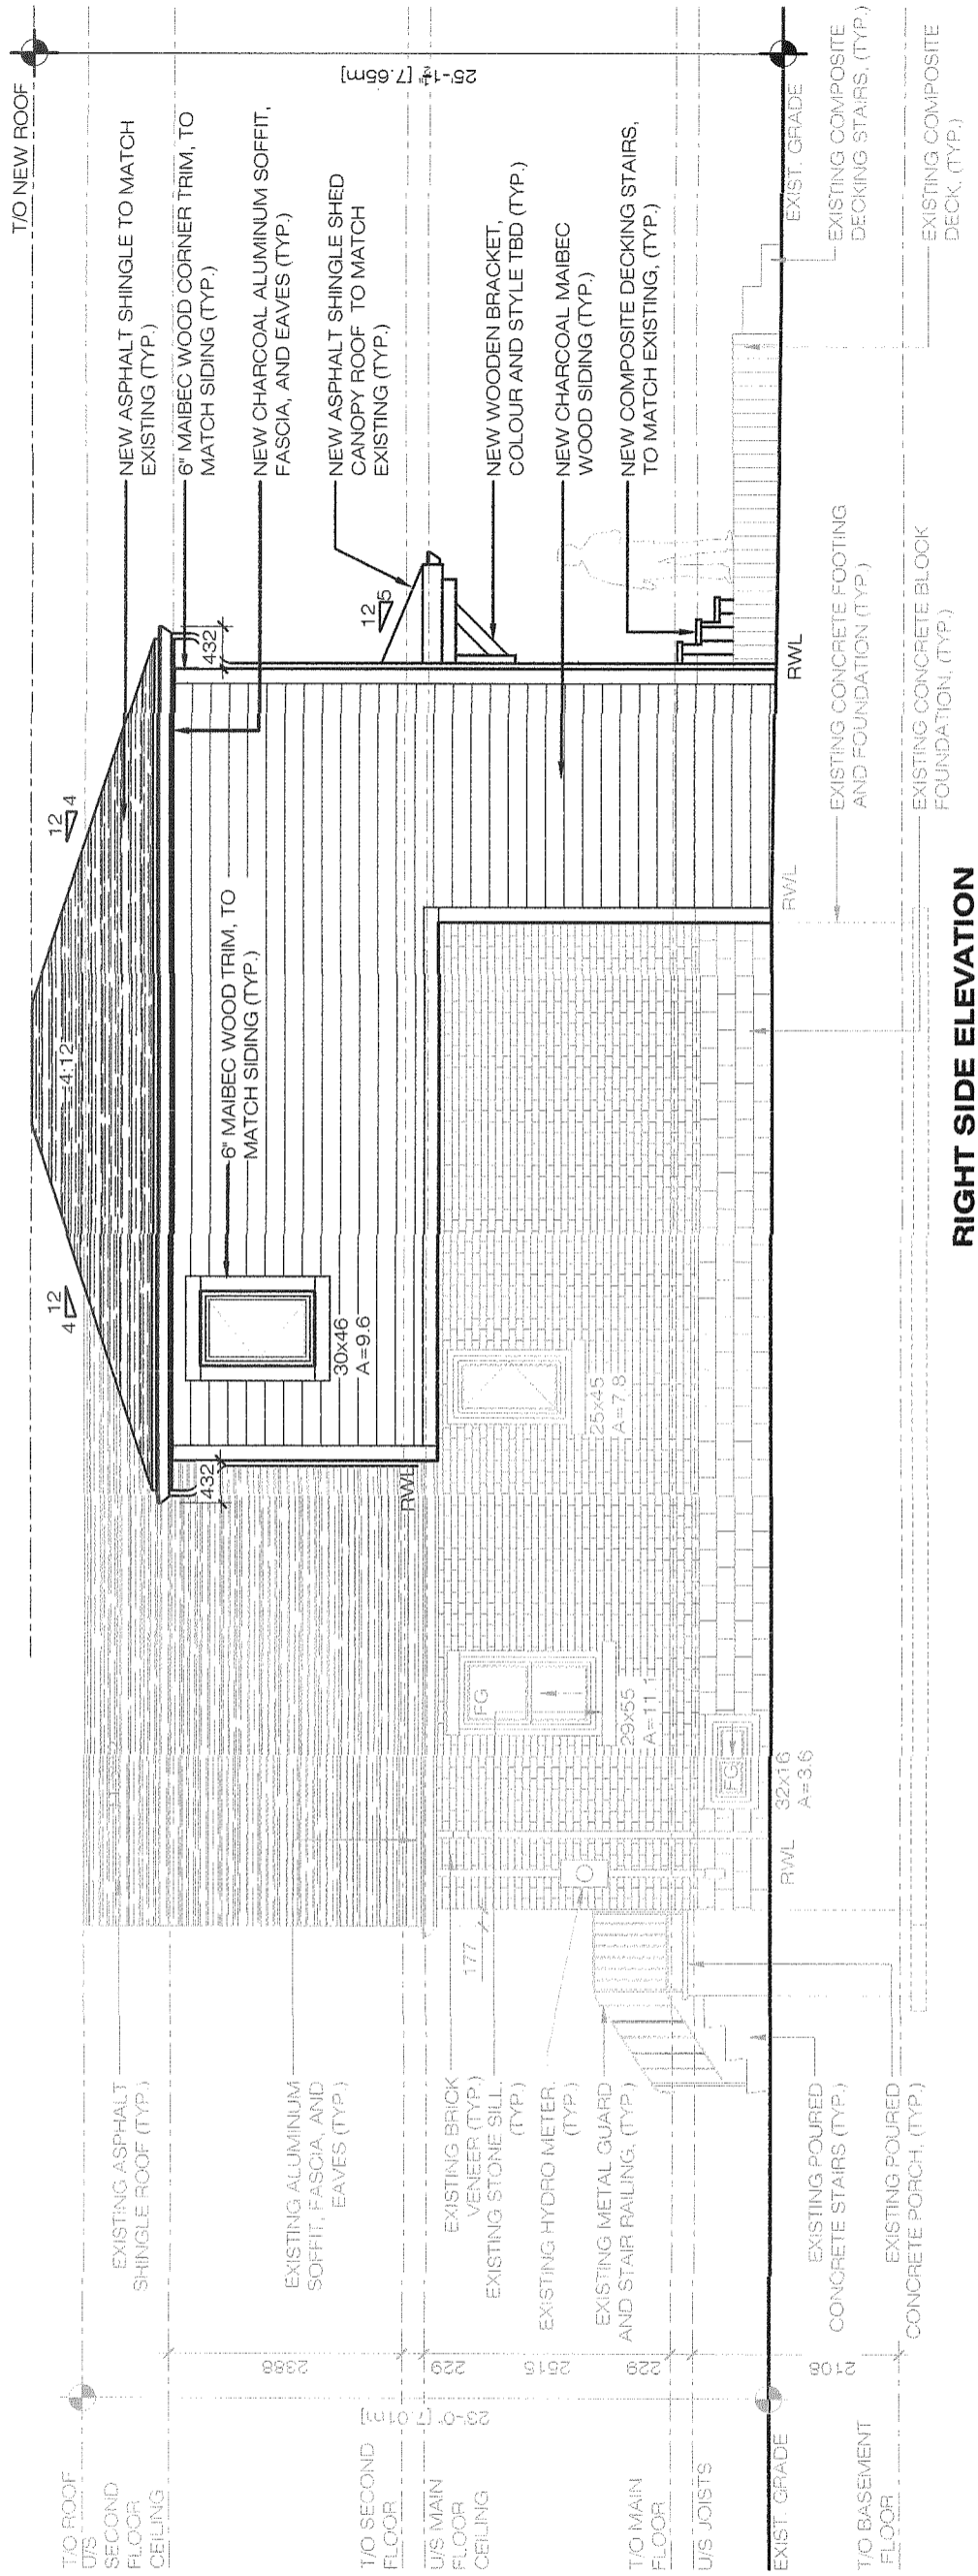 T/O NEW ROOF
25'-1½" [7.65m]
NEW ASPHALT SHINGLE TO MATCH
EXISTING (TYP.)
6" MAIBEC WOOD CORNER TRIM, TO
MATCH SIDING (TYP.)
NEW CHARCOAL ALUMINUM SOFFIT,
FASCIA, AND EAVES (TYP.)
NEW ASPHALT SHINGLE SHED
CANOPY ROOF TO MATCH
EXISTING (TYP.)
NEW WOODEN BRACKET,
COLOUR AND STYLE TBD (TYP.)
NEW CHARCOAL MAIBEC
WOOD SIDING (TYP.)
NEW COMPOSITE DECKING STAIRS,
TO MATCH EXISTING, (TYP.)
EXIST. GRADE
EXISTING COMPOSITE
DECKING STAIRS, (TYP.)
EXISTING COMPOSITE
DECK, (TYP.)
12
4
12
4
4:12
12
5
432
432
6" MAIBEC WOOD TRIM, TO
MATCH SIDING (TYP.)
30x46
A=9.6
RWL
RWL
RWL
RWL
25x45
A=7.8
FG
29x55
A=11.1
FG
32x16
A=3.6
177
EXISTING CONCRETE FOOTING
AND FOUNDATION (TYP.)
EXISTING CONCRETE BLOCK
FOUNDATION, (TYP.)
EXISTING ASPHALT
SHINGLE ROOF (TYP.)
EXISTING ALUMINUM
SOFFIT, FASCIA, AND
EAVES (TYP.)
EXISTING BRICK
VENEER (TYP.)
EXISTING STONE SILL
(TYP.)
EXISTING HYDRO METER,
(TYP.)
EXISTING METAL GUARD
AND STAIR RAILING, (TYP.)
EXISTING POURED
CONCRETE STAIRS (TYP.)
EXISTING POURED
CONCRETE PORCH, (TYP.)
2388
229
2515
229
2108
23'-0" [7.01m]
T/O ROOF
U/S
SECOND
FLOOR
CEILING
T/O SECOND
FLOOR
U/S MAIN
FLOOR
CEILING
T/O MAIN
FLOOR
U/S JOISTS
EXIST. GRADE
T/O BASEMENT
FLOOR
RIGHT SIDE ELEVATION